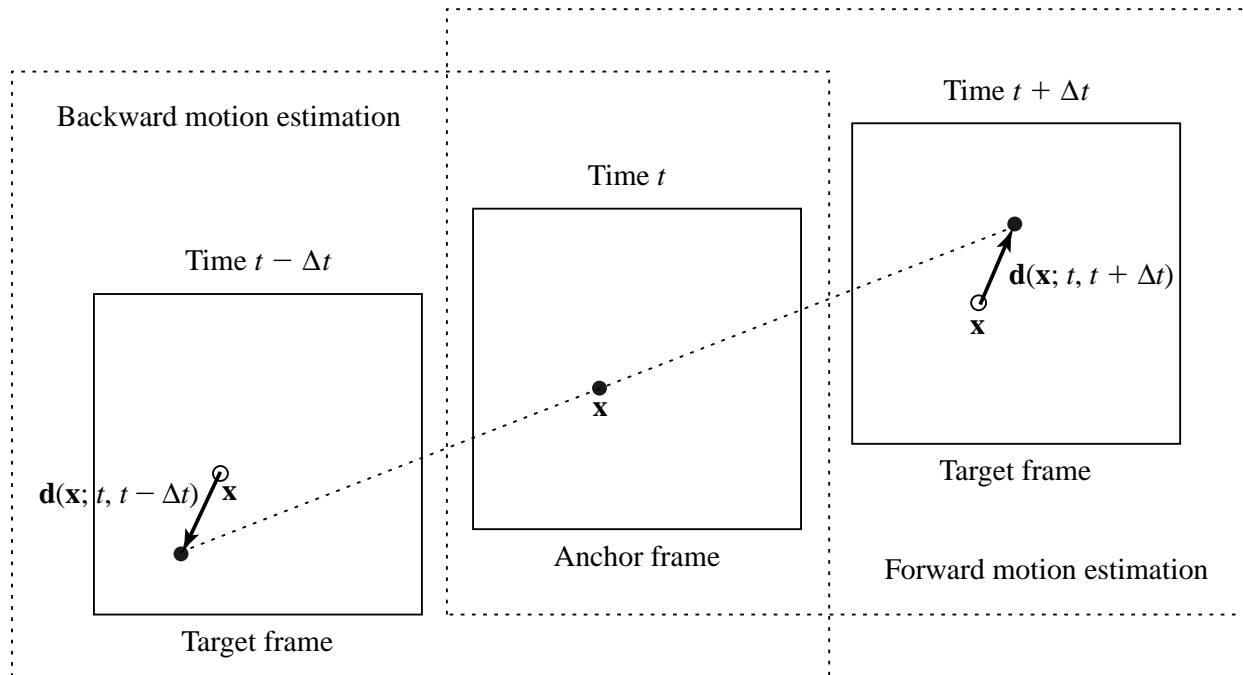 Time t + Δt
Backward motion estimation
Time t
Time t − Δt
d(x; t, t + Δt)
x
x
Target frame
d(x; t, t − Δt)
x
Anchor frame
Forward motion estimation
Target frame